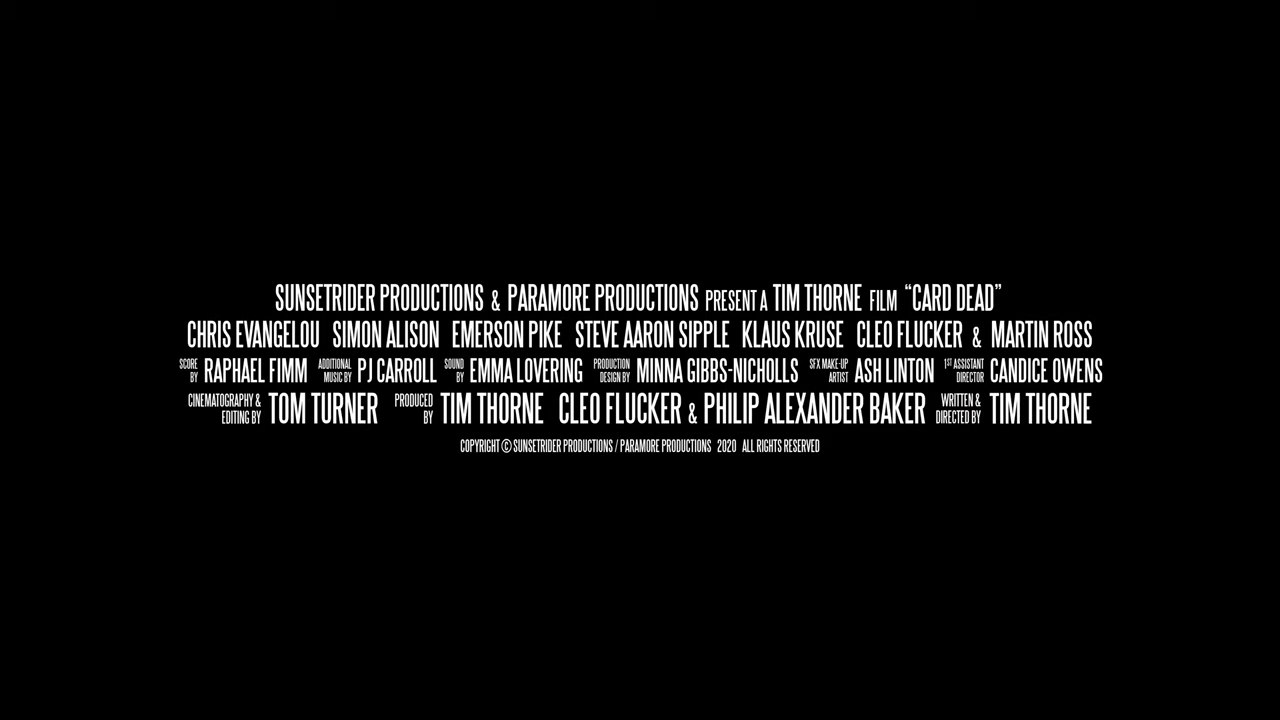 SUNSETRIDER PRODUCTIONS & PARAMORE PRODUCTIONS PRESENT A TIM THORNE FILM “CARD DEAD”
CHRIS EVANGELOU SIMON ALISON EMERSON PIKE STEVE AARON SIPPLE KLAUS KRUSE CLEO FLUCKER & MARTIN ROSS
SCORE BY RAPHAEL FIMM ADDITIONAL MUSIC BY PJ CARROLL SOUND BY EMMA LOVERING PRODUCTION DESIGN BY MINNA GIBBS-NICHOLLS SFX MAKE-UP ARTIST ASH LINTON 1ST ASSISTANT DIRECTOR CANDICE OWENS
CINEMATOGRAPHY & EDITING BY TOM TURNER PRODUCED BY TIM THORNE CLEO FLUCKER & PHILIP ALEXANDER BAKER WRITTEN & DIRECTED BY TIM THORNE
COPYRIGHT © SUNSETRIDER PRODUCTIONS / PARAMORE PRODUCTIONS 2020 ALL RIGHTS RESERVED